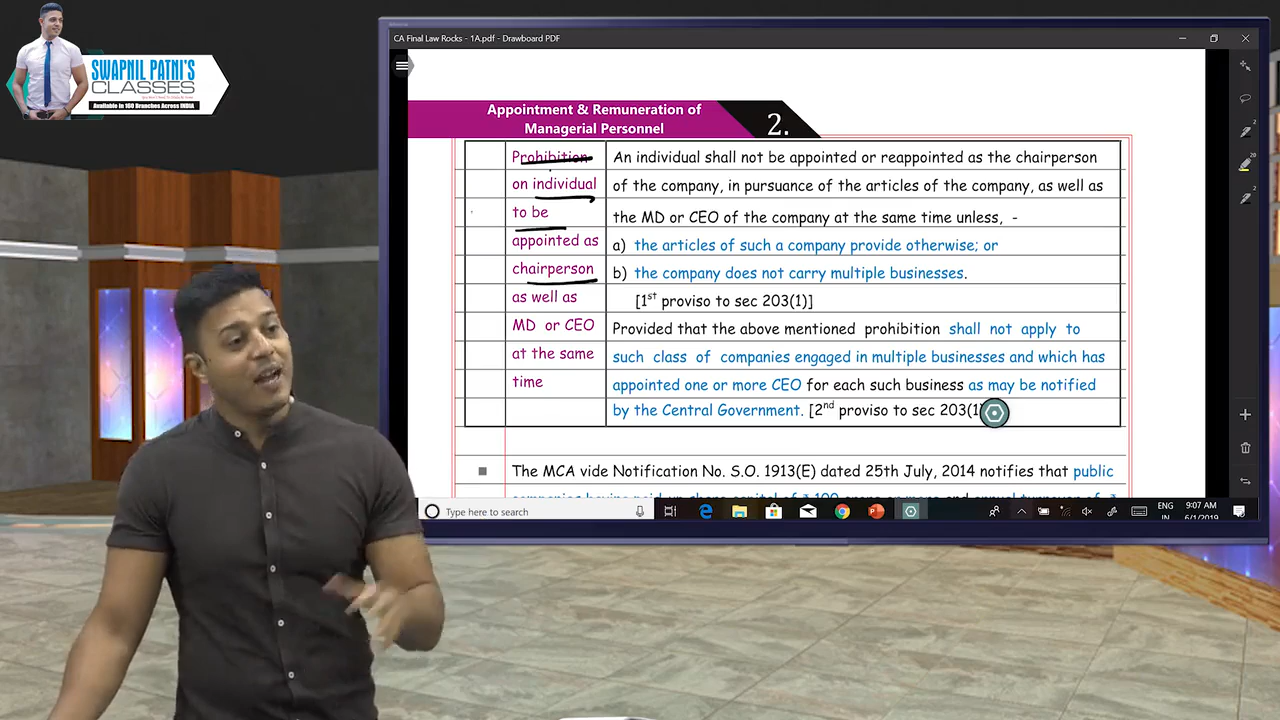 SWAPNIL PATNI'S
CLASSES
Available in 160 Branches Across INDIA
CA Final Law Rocks - 1A.pdf - Drawboard PDF
Appointment & Remuneration of
Managerial Personnel
2.
Prohibition
on individual
to be
appointed as
chairperson
as well as
MD or CEO
at the same
time
An individual shall not be appointed or reappointed as the chairperson
of the company, in pursuance of the articles of the company, as well as
the MD or CEO of the company at the same time unless, -
a) the articles of such a company provide otherwise; or
b) the company does not carry multiple businesses.
[1st proviso to sec 203(1)]
Provided that the above mentioned prohibition shall not apply to
such class of companies engaged in multiple businesses and which has
appointed one or more CEO for each such business as may be notified
by the Central Government. [2nd proviso to sec 203(1
■ The MCA vide Notification No. S.O. 1913(E) dated 25th July, 2014 notifies that public
Type here to search
ENG
IN
9:07 AM
6/1/2019